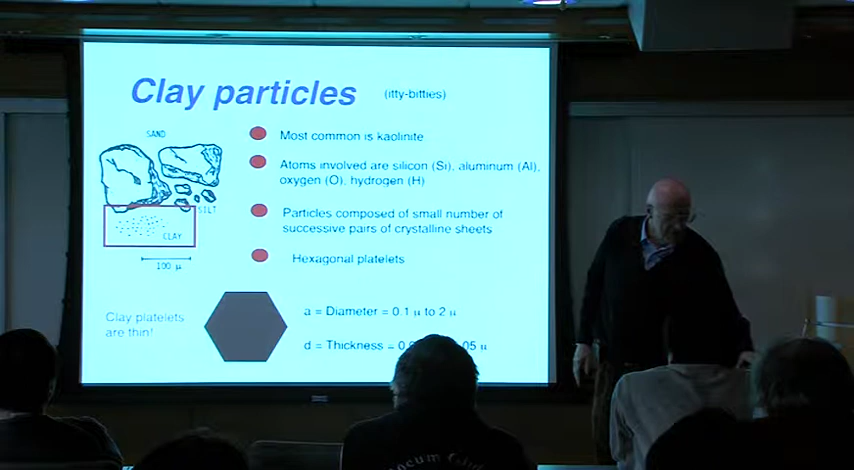 Clay particles (itty-bitties)
SAND
SILT
CLAY
100 μ
Most common is kaolinite
Atoms involved are silicon (Si), aluminum (Al),
oxygen (O), hydrogen (H)
Particles composed of small number of
successive pairs of crystalline sheets
Hexagonal platelets
Clay platelets
are thin!
a = Diameter = 0.1 μ to 2 μ
d = Thickness = 05 μ